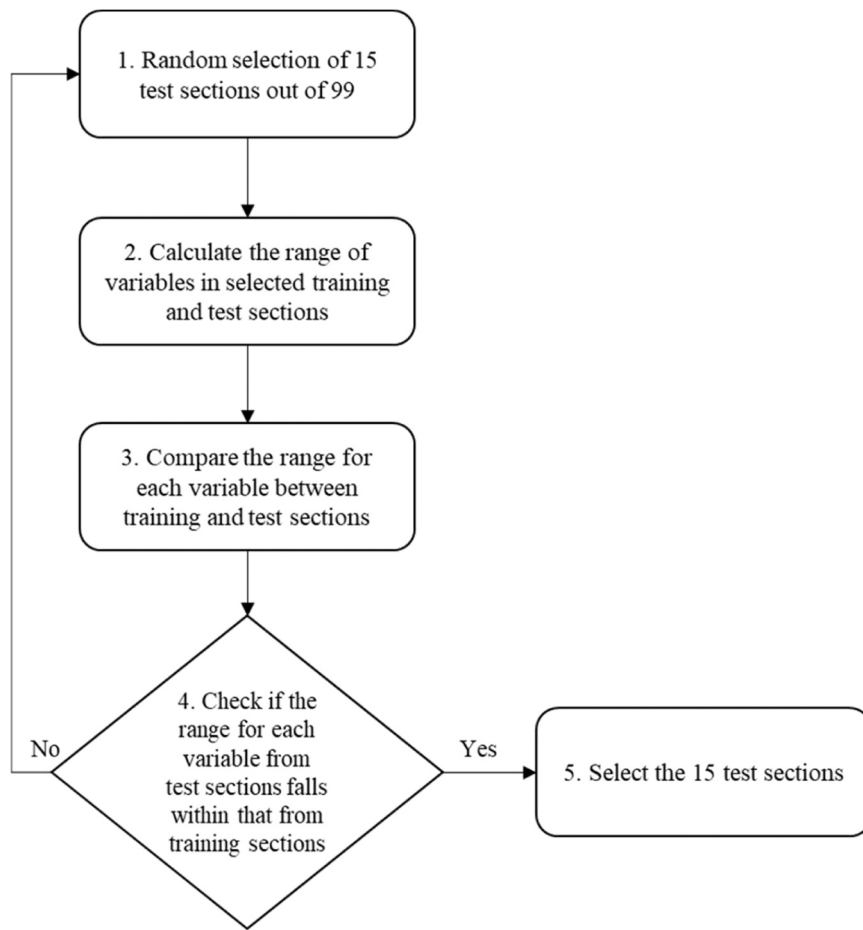 1. Random selection of 15
test sections out of 99
2. Calculate the range of
variables in selected training
and test sections
3. Compare the range for
each variable between
training and test sections
4. Check if the
range for each
variable from
test sections falls
within that from
training sections
No
Yes
5. Select the 15 test sections